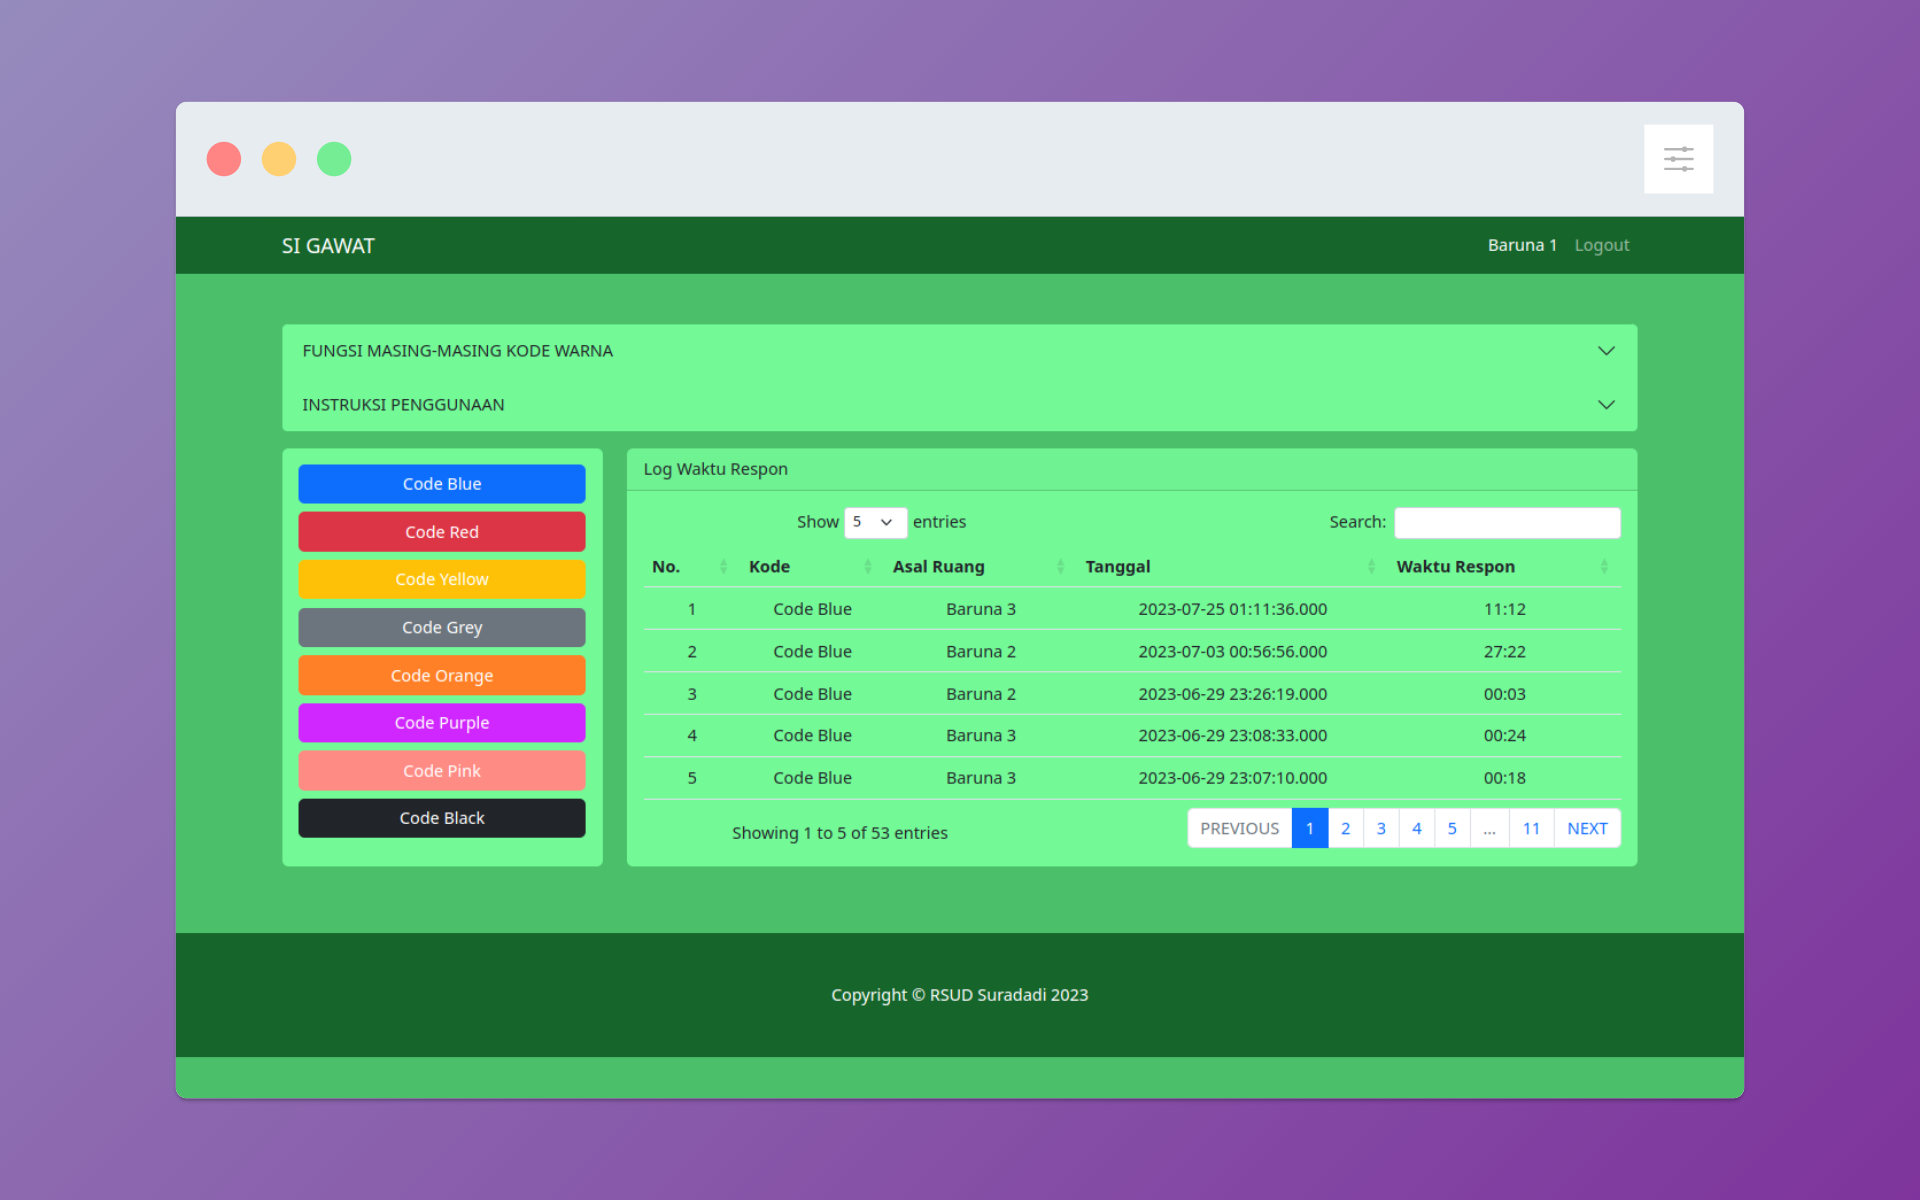 SI GAWAT
Baruna 1 Logout
FUNGSI MASING-MASING KODE WARNA
INSTRUKSI PENGGUNAAN
Code Blue
Code Red
Code Yellow
Code Grey
Code Orange
Code Purple
Code Pink
Code Black
Log Waktu Respon
Show 5 entries Search:
No. Kode Asal Ruang Tanggal Waktu Respon
1 Code Blue Baruna 3 2023-07-25 01:11:36.000 11:12
2 Code Blue Baruna 2 2023-07-03 00:56:56.000 27:22
3 Code Blue Baruna 2 2023-06-29 23:26:19.000 00:03
4 Code Blue Baruna 3 2023-06-29 23:08:33.000 00:24
5 Code Blue Baruna 3 2023-06-29 23:07:10.000 00:18
Showing 1 to 5 of 53 entries
PREVIOUS 1 2 3 4 5 ... 11 NEXT
Copyright © RSUD Suradadi 2023